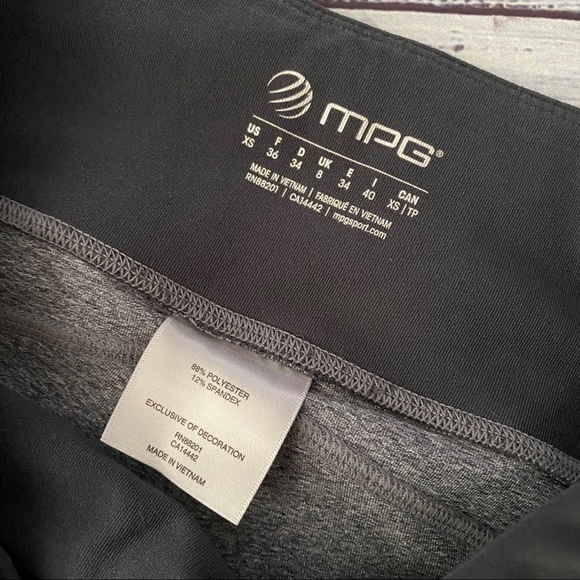 MPG®
US F D UK E I CAN
XS 36 34 8 34 40 XS | TP
MADE IN VIETNAM | FABRIQUÉ EN VIETNAM
RN88201 | CA14442 | mpgsport.com
88% POLYESTER
12% SPANDEX
EXCLUSIVE OF DECORATION
RN88201
CA14442
MADE IN VIETNAM